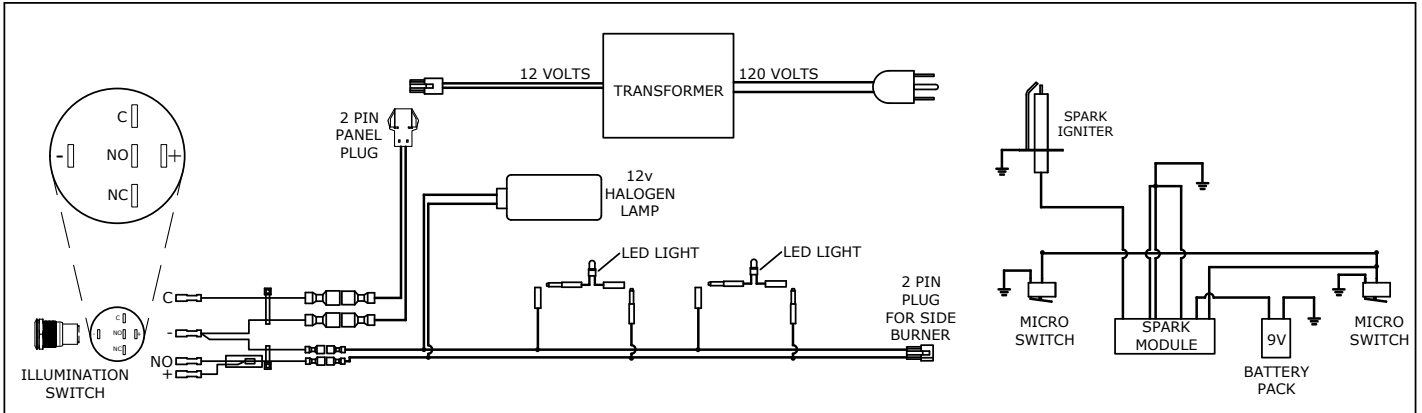 12 VOLTS
TRANSFORMER
120 VOLTS
C
-
NO
+
NC
2 PIN
PANEL
PLUG
12v
HALOGEN
LAMP
SPARK
IGNITER
LED LIGHT
LED LIGHT
2 PIN
PLUG
FOR SIDE
BURNER
C
-
NO
+
C
-
NO
+
NC
ILLUMINATION
SWITCH
MICRO
SWITCH
SPARK
MODULE
9V
BATTERY
PACK
MICRO
SWITCH